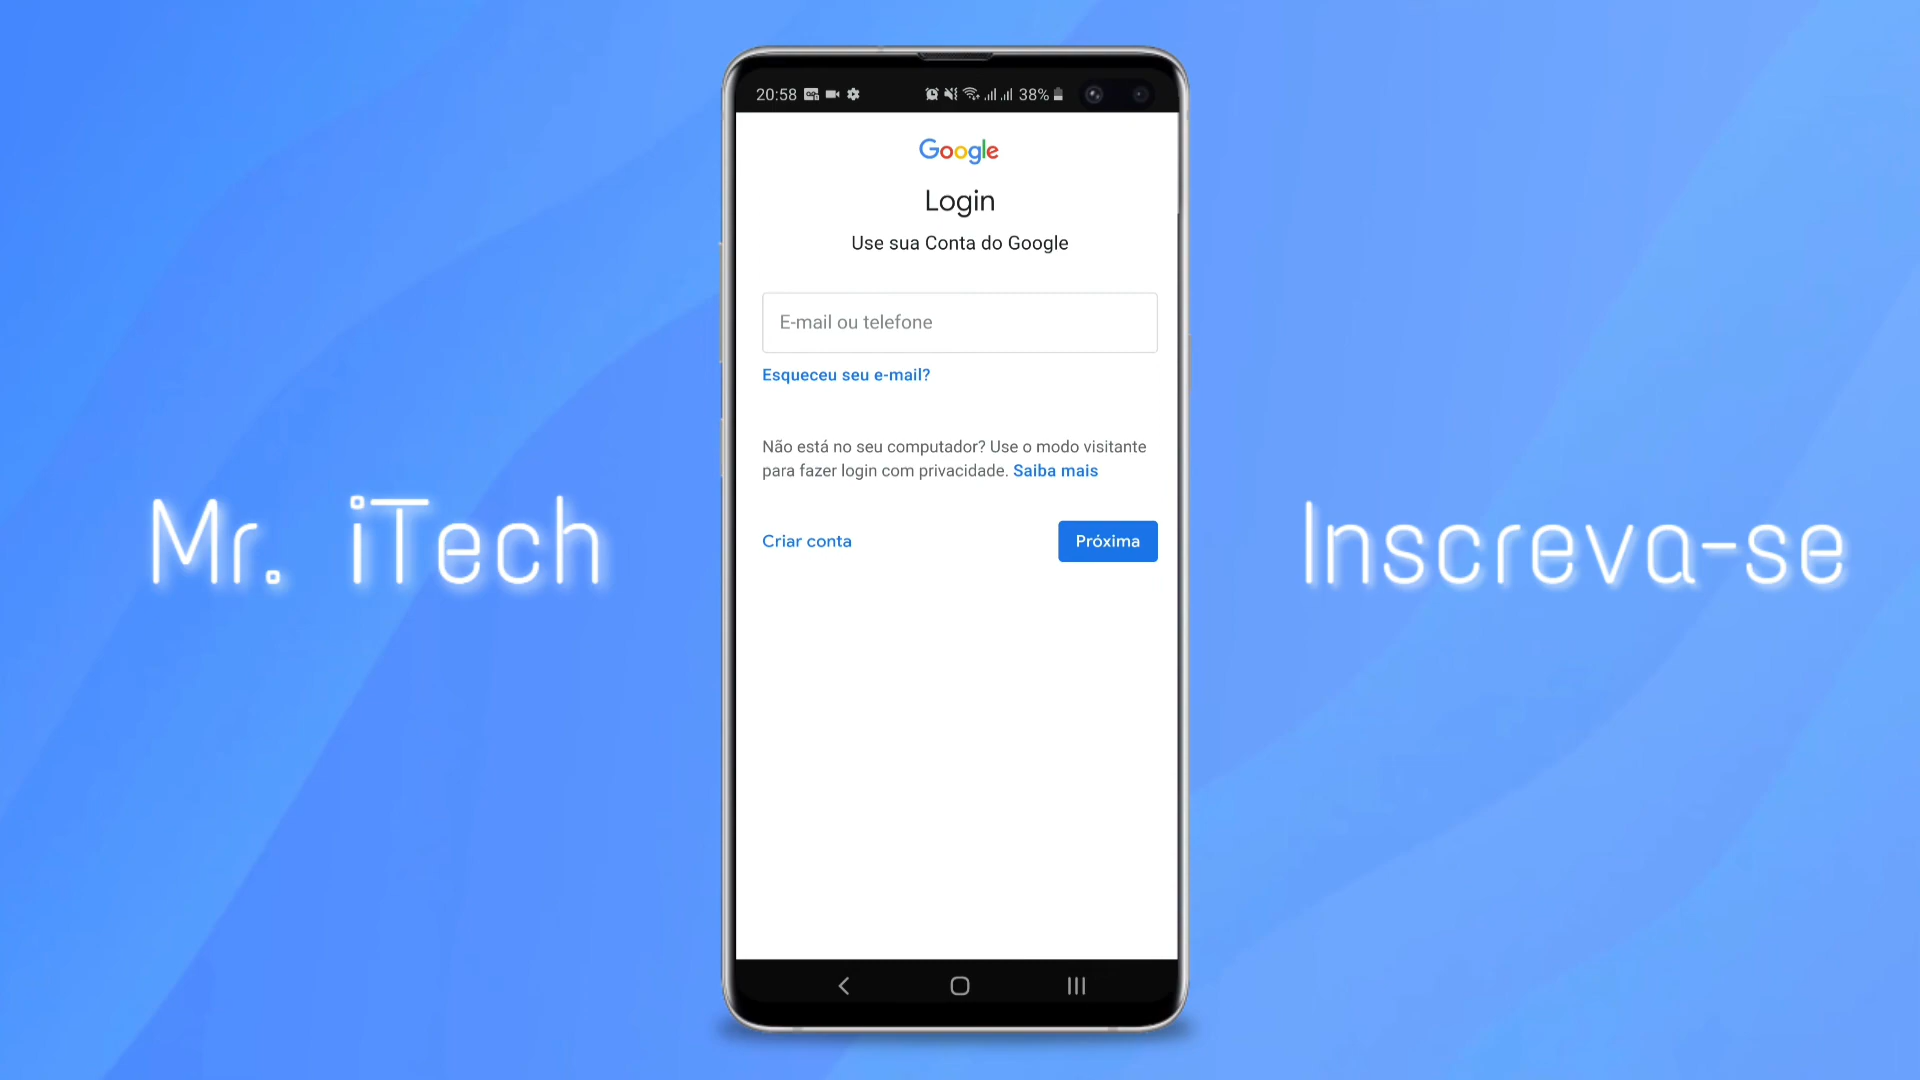 20:58
38%
Google
Login
Use sua Conta do Google
E-mail ou telefone
Esqueceu seu e-mail?
Não está no seu computador? Use o modo visitante
para fazer login com privacidade. Saiba mais
Criar conta
Próxima
Mr. iTech
Inscreva-se